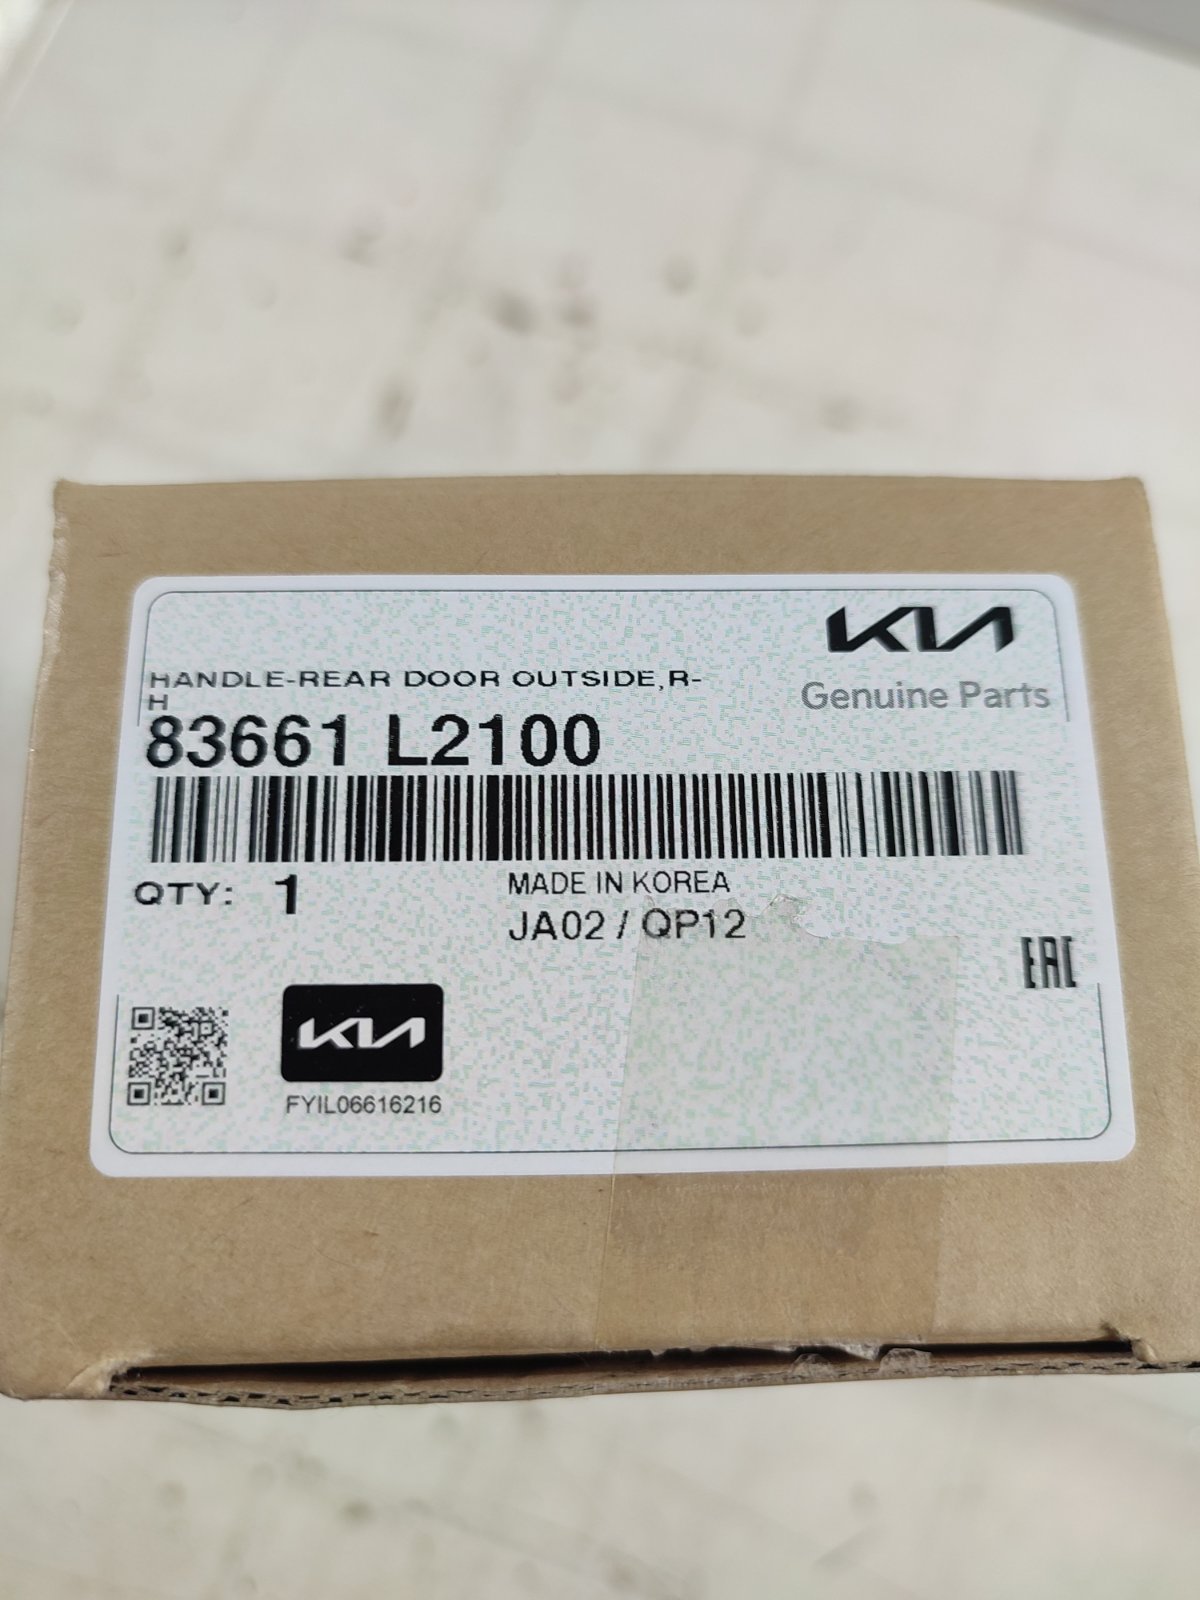 KIA
Genuine Parts
HANDLE-REAR DOOR OUTSIDE,R-
H
83661 L2100
QTY: 1
MADE IN KOREA
JA02 / QP12
EAC
KIA
FYIL06616216